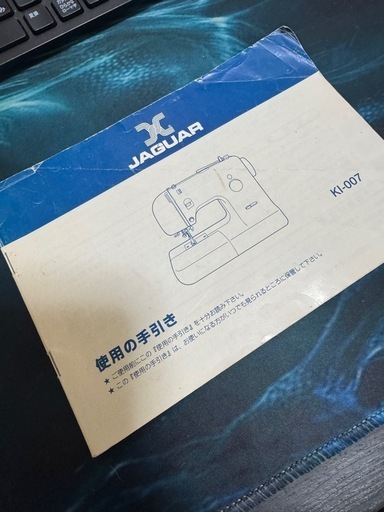 JAGUAR
KI-007
使用の手引き
★ ご使用前にこの『使用の手引き』を十分お読み下さい。
★ この『使用の手引き』は、お使いになる方がいつでも見られるところに保管して下さい。